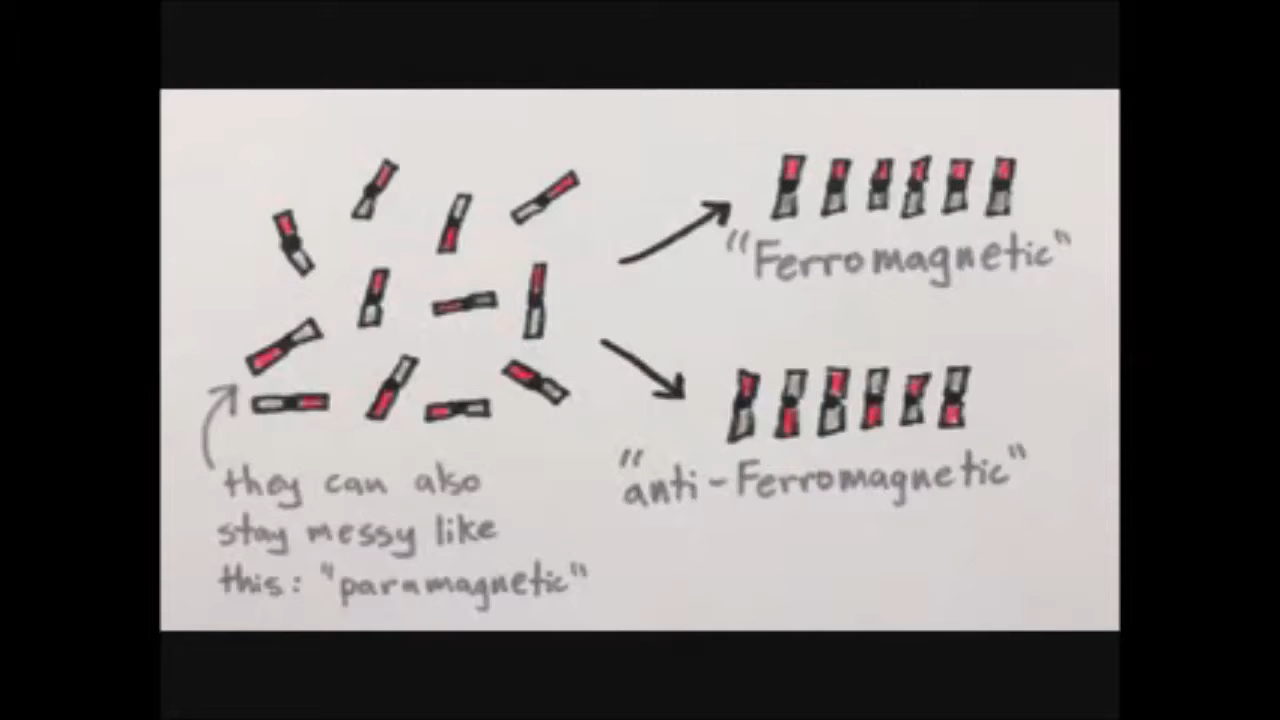 "Ferromagnetic"
"anti-Ferromagnetic"
they can also
stay messy like
this: "paramagnetic"